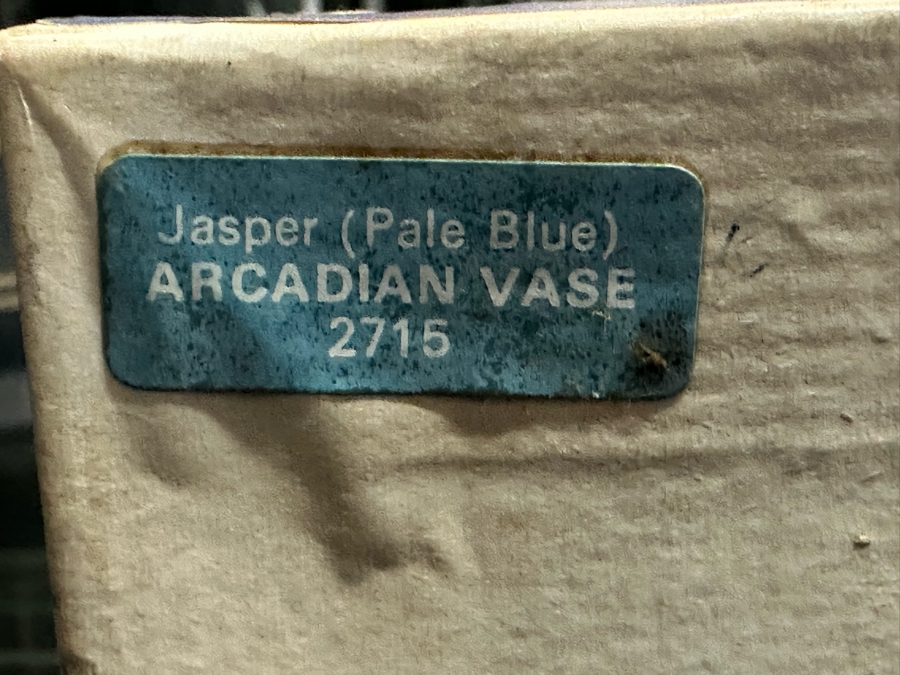 Jasper (Pale Blue)
ARCADIAN VASE
2715